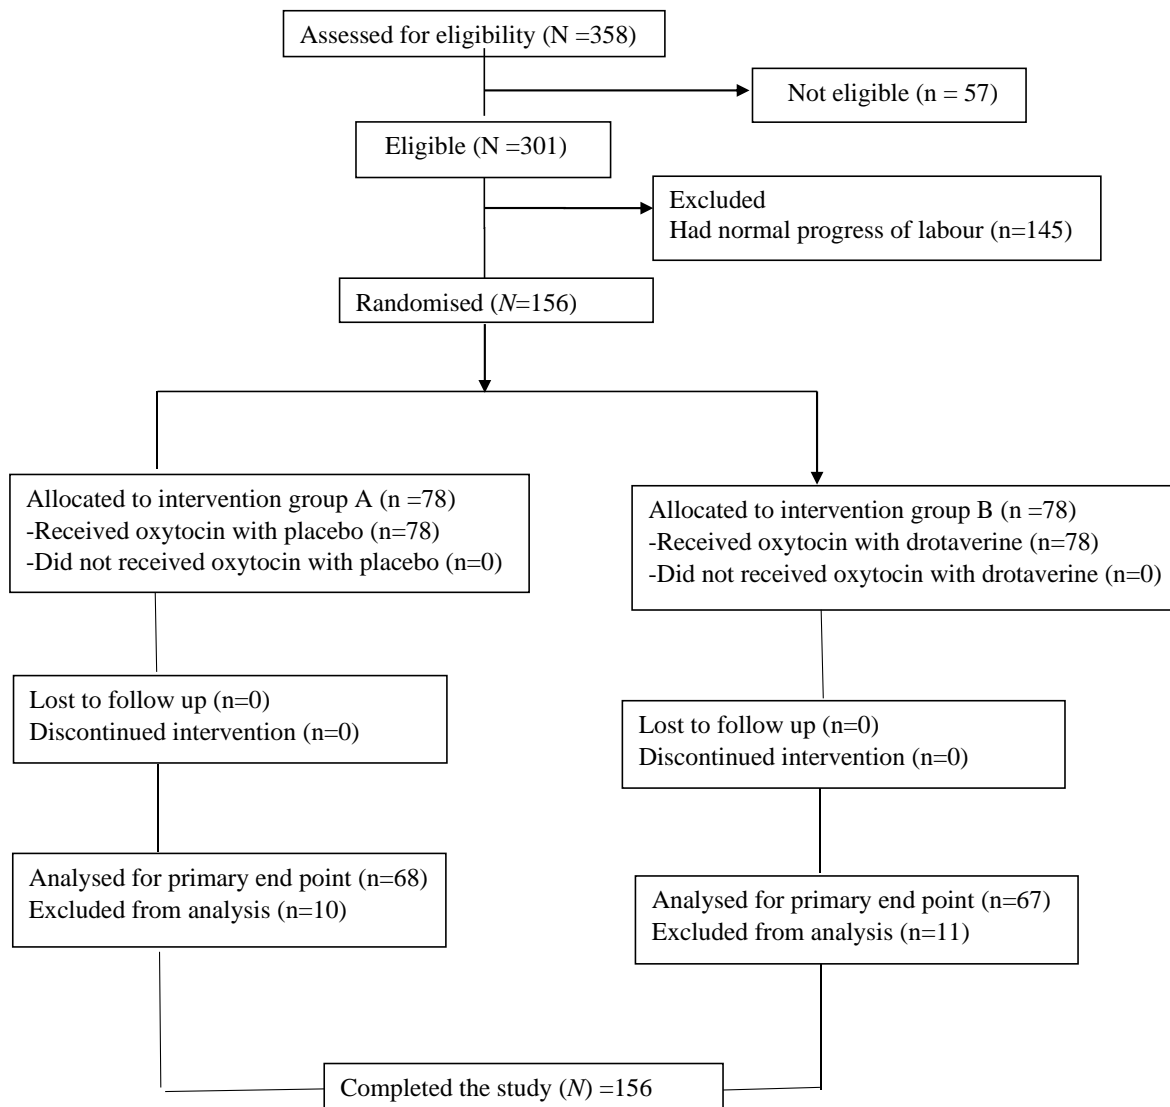 Assessed for eligibility (N =358)
Not eligible (n = 57)
Eligible (N =301)
Excluded
Had normal progress of labour (n=145)
Randomised (N=156)
Allocated to intervention group A (n =78)
-Received oxytocin with placebo (n=78)
-Did not received oxytocin with placebo (n=0)
Allocated to intervention group B (n =78)
-Received oxytocin with drotaverine (n=78)
-Did not received oxytocin with drotaverine (n=0)
Lost to follow up (n=0)
Discontinued intervention (n=0)
Lost to follow up (n=0)
Discontinued intervention (n=0)
Analysed for primary end point (n=68)
Excluded from analysis (n=10)
Analysed for primary end point (n=67)
Excluded from analysis (n=11)
Completed the study (N) =156